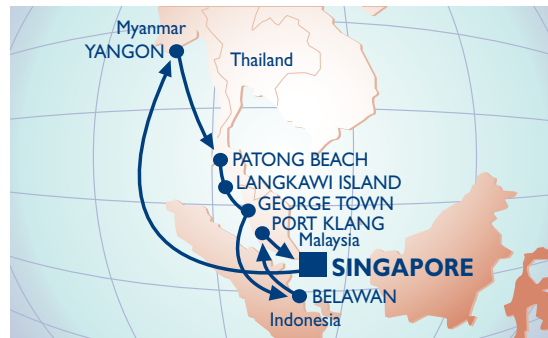 Myanmar
YANGON
Thailand
PATONG BEACH
LANGKAWI ISLAND
GEORGE TOWN
PORT KLANG
Malaysia
SINGAPORE
BELAWAN
Indonesia